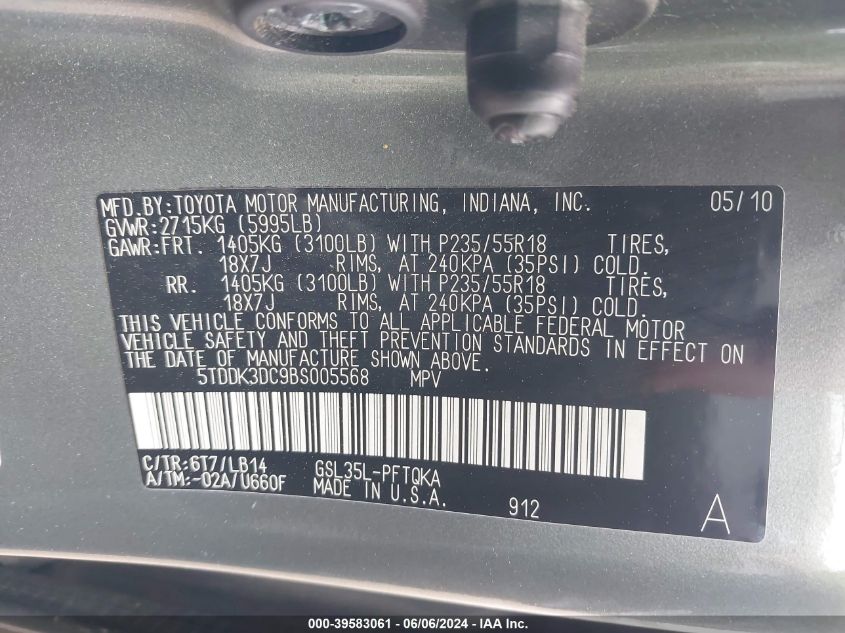 MFD.BY:TOYOTA MOTOR MANUFACTURING, INDIANA, INC. 05/10
GVWR:2715KG (5995LB)
GAWR:FRT. 1405KG (3100LB) WITH P235/55R18 TIRES,
18X7J RIMS, AT 240KPA (35PSI) COLD.
RR. 1405KG (3100LB) WITH P235/55R18 TIRES,
18X7J RIMS, AT 240KPA (35PSI) COLD.
THIS VEHICLE CONFORMS TO ALL APPLICABLE FEDERAL MOTOR
VEHICLE SAFETY AND THEFT PREVENTION STANDARDS IN EFFECT ON
THE DATE OF MANUFACTURE SHOWN ABOVE.
5TDDK3DC9BS005568 MPV
C/TR:6T7/LB14 GSL35L-PFTQKA
A/TM:-02A/U660F MADE IN U.S.A.
912 A
000-39583061 - 06/06/2024 - IAA Inc.